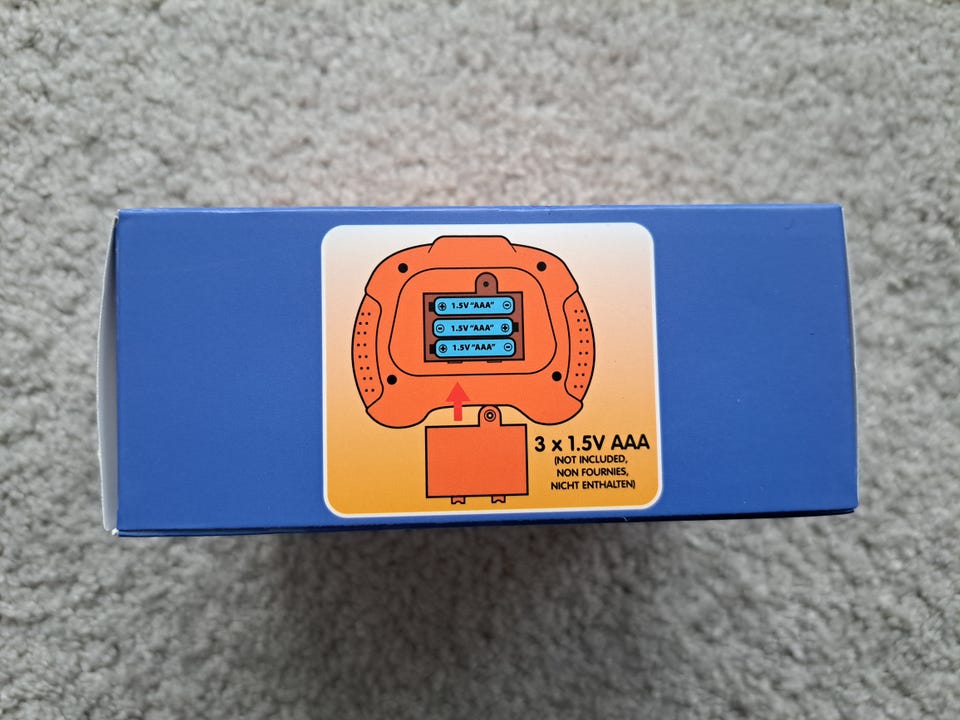 ⊕ 1.5V "AAA" ⊖
⊖ 1.5V "AAA" ⊕
⊕ 1.5V "AAA" ⊖
3 x 1.5V AAA
(NOT INCLUDED,
NON FOURNIES,
NICHT ENTHALTEN)